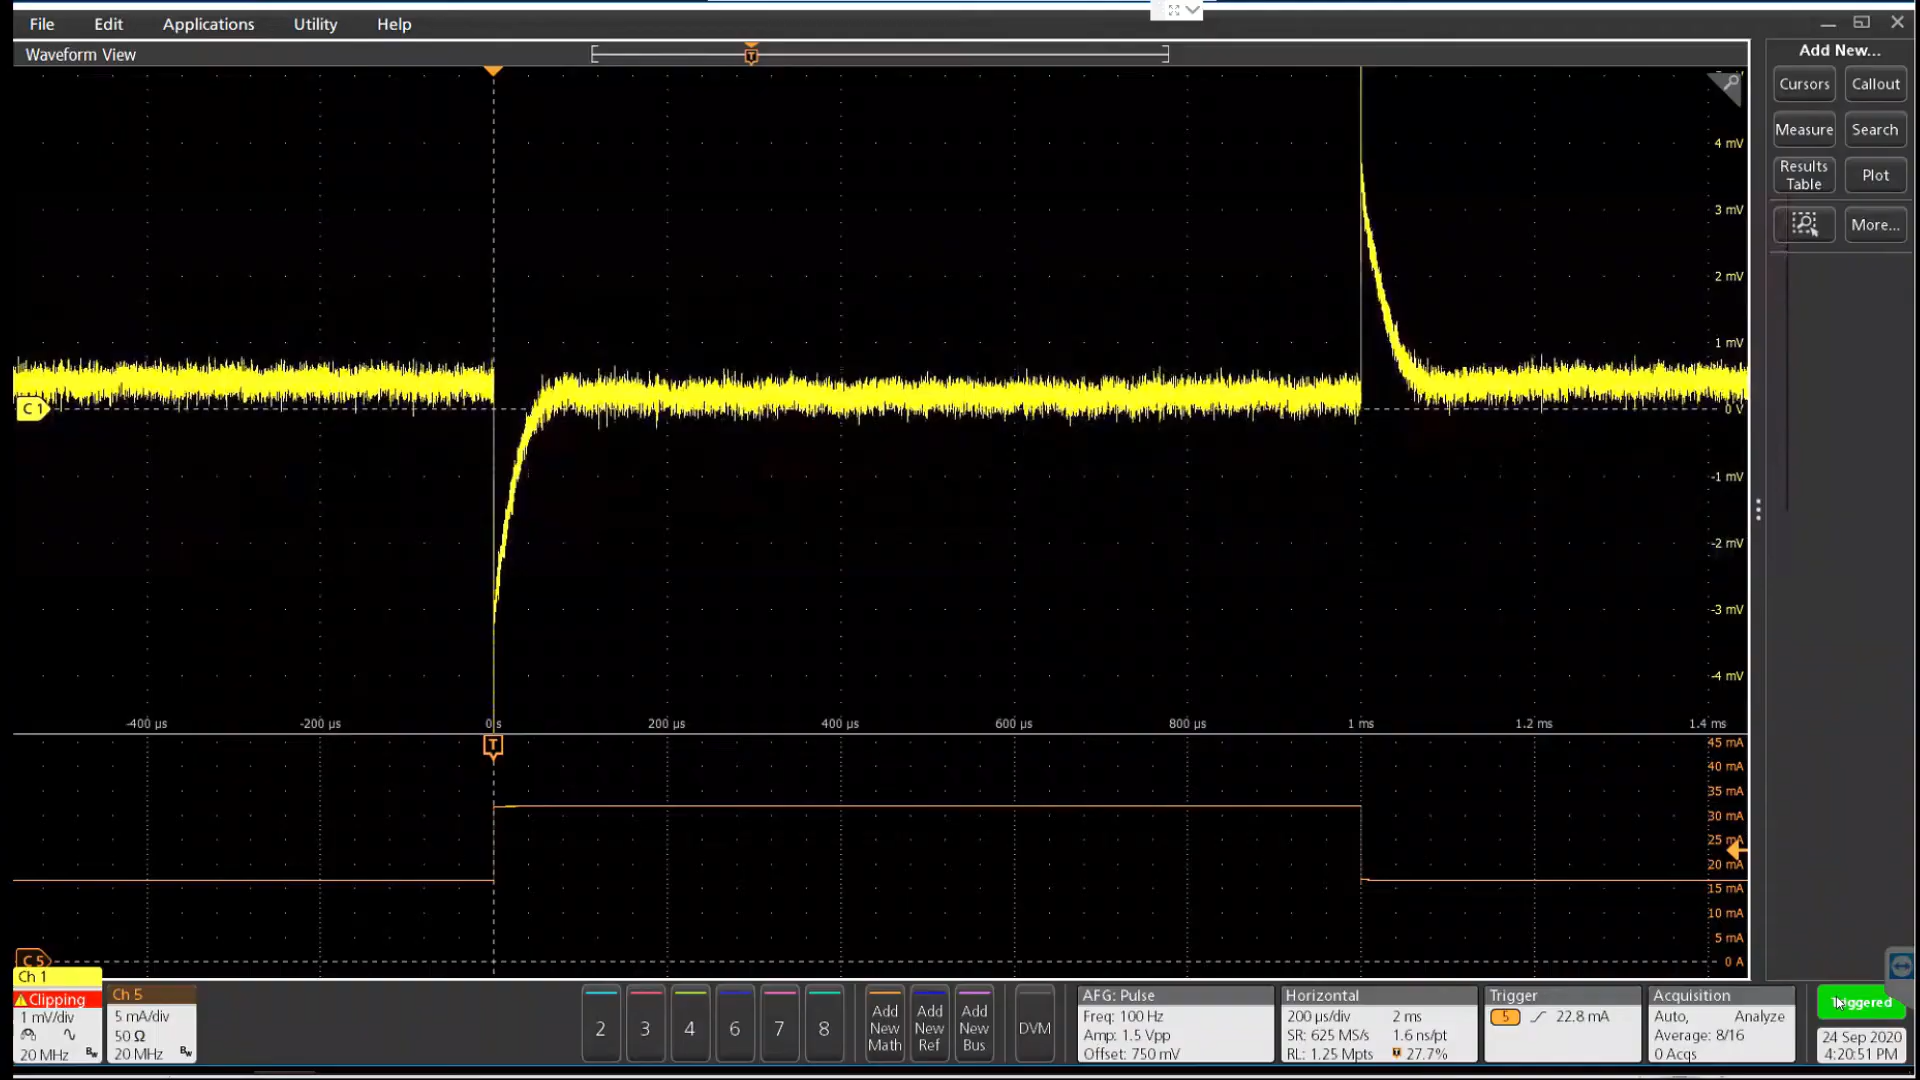 File Edit Applications Utility Help
Waveform View
Add New...
Cursors Callout
Measure Search
Results Table Plot
More...
T
4 mV
3 mV
2 mV
1 mV
C 1
0 V
-1 mV
-2 mV
-3 mV
-4 mV
-400 µs -200 µs 0 s 200 µs 400 µs 600 µs 800 µs 1 ms 1.2 ms 1.4 ms
T
45 mA
40 mA
35 mA
30 mA
25 mA
20 mA
15 mA
10 mA
5 mA
C 5
0 A
Ch 1
Clipping
1 mV/div
20 MHz Bw
Ch 5
5 mA/div
50 Ω
20 MHz Bw
2 3 4 6 7 8
Add New Math
Add New Ref
Add New Bus
DVM
AFG: Pulse
Freq: 100 Hz
Amp: 1.5 Vpp
Offset: 750 mV
Horizontal
200 µs/div 2 ms
SR: 625 MS/s 1.6 ns/pt
RL: 1.25 Mpts 27.7%
Trigger
5 22.8 mA
Acquisition
Auto, Analyze
Average: 8/16
0 Acqs
Triggered
24 Sep 2020
4:20:51 PM